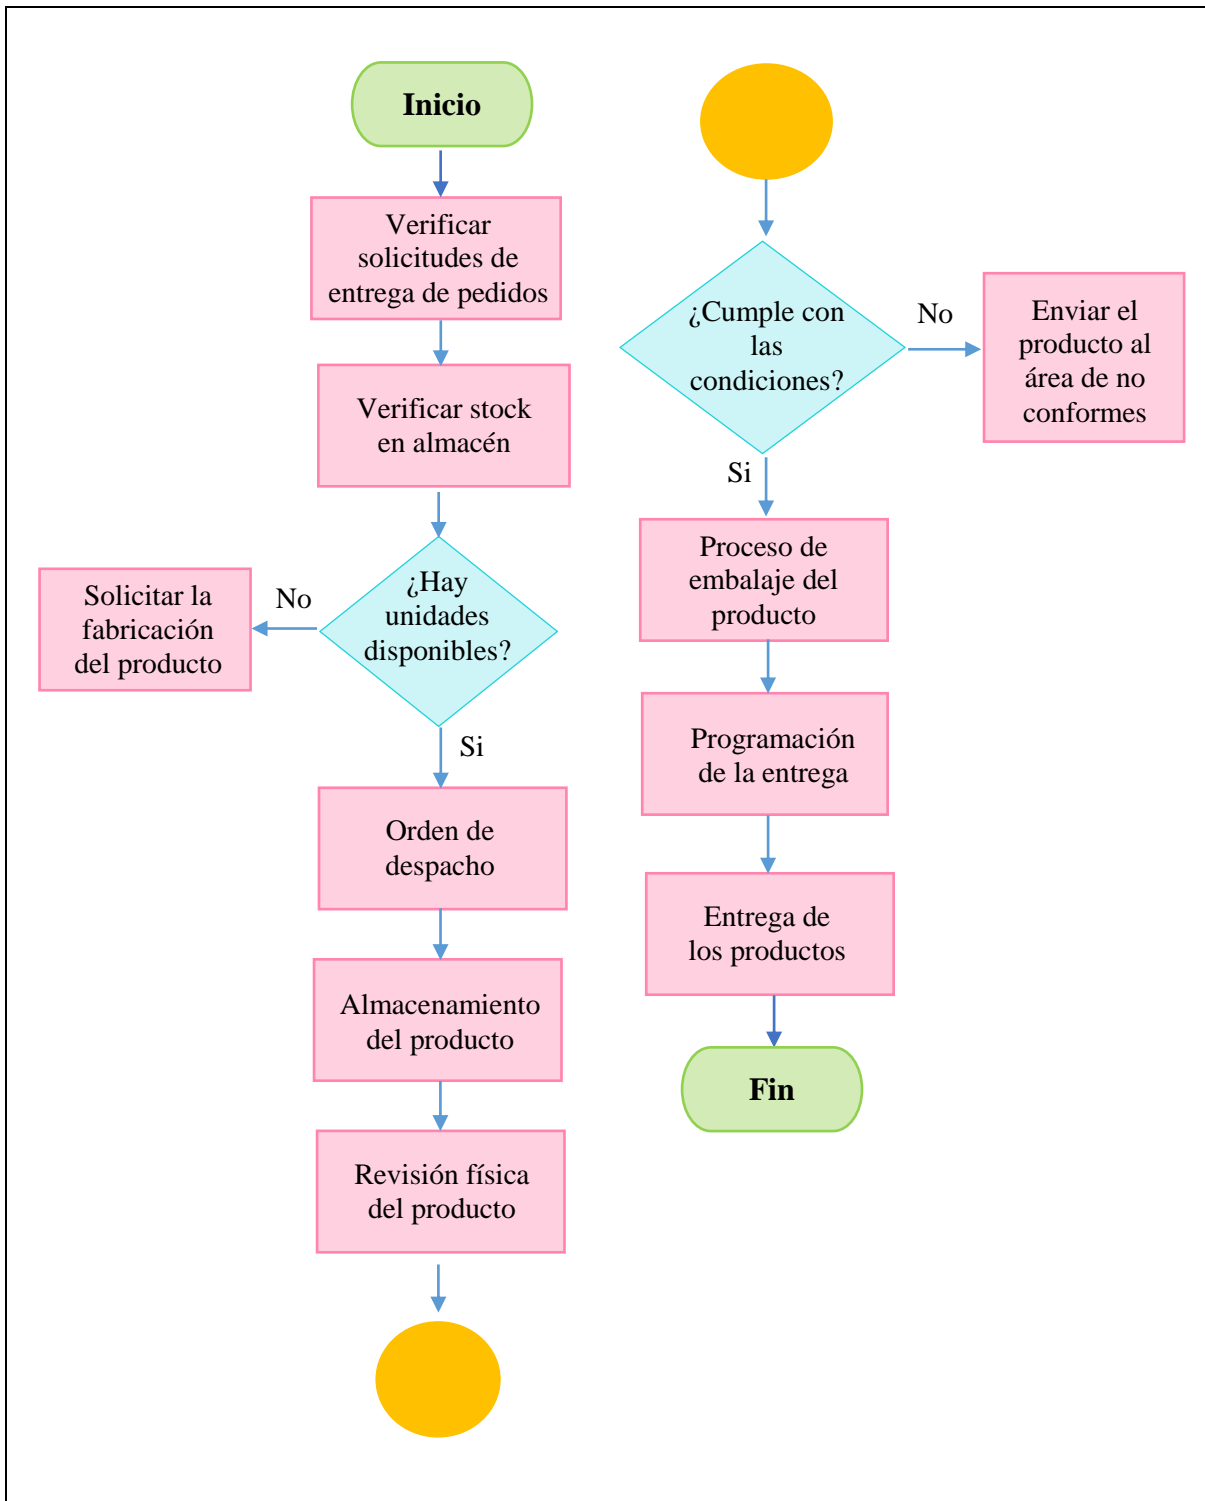 Inicio
Verificar
solicitudes de
entrega de pedidos
Verificar stock
en almacén
¿Hay
unidades
disponibles?
No
Solicitar la
fabricación
del producto
Si
Orden de
despacho
Almacenamiento
del producto
Revisión física
del producto
¿Cumple con
las
condiciones?
No
Enviar el
producto al
área de no
conformes
Si
Proceso de
embalaje del
producto
Programación
de la entrega
Entrega de
los productos
Fin